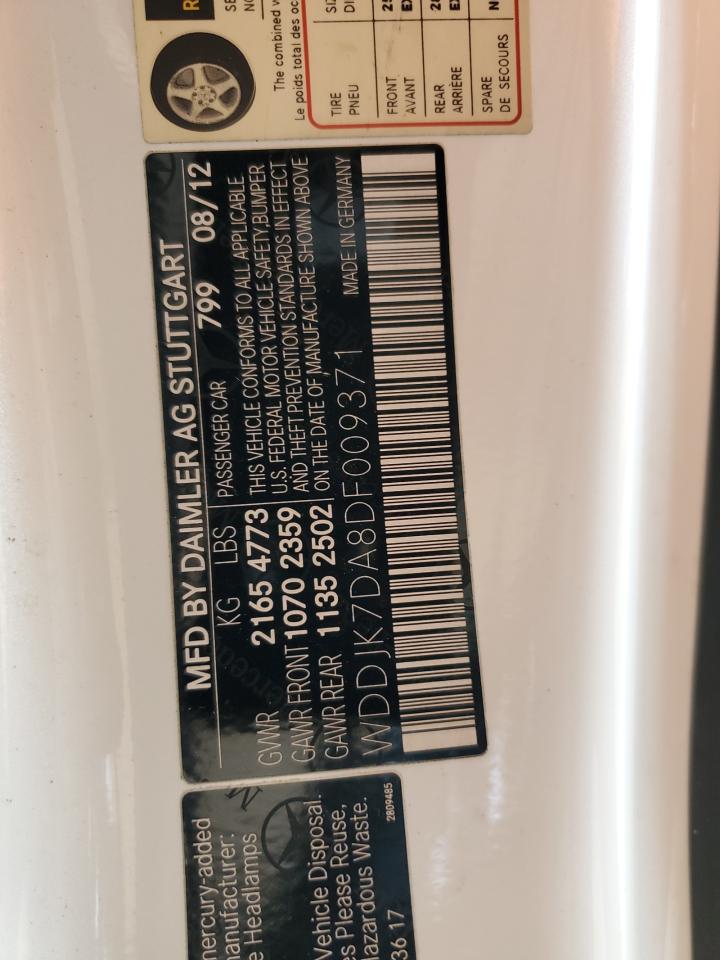 MFD BY DAIMLER AG STUTTGART
KG LBS PASSENGER CAR 799 08/12
GVWR 2165 4773 THIS VEHICLE CONFORMS TO ALL APPLICABLE
U.S. FEDERAL MOTOR VEHICLE SAFETY,BUMPER
GAWR FRONT 1070 2359 AND THEFT PREVENTION STANDARDS IN EFFECT
GAWR REAR 1135 2502 ON THE DATE OF MANUFACTURE SHOWN ABOVE
MADE IN GERMANY
WDDJK7DA8DF009371
The combined
Le poids total des
TIRE
PNEU
FRONT
AVANT
REAR
ARRIÈRE
SPARE
DE SECOURS
mercury-added
manufacturer:
Headlamps
Vehicle Disposal.
Please Reuse,
Hazardous Waste.
36 17
2809485